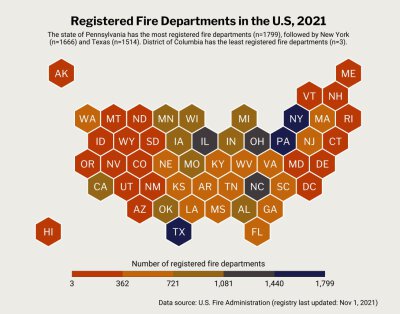 Registered Fire Departments in the U.S, 2021
The state of Pennsylvania has the most registered fire departments (n=1799), followed by New York
(n=1666) and Texas (n=1514). District of Columbia has the least registered fire departments (n=3).
AK ME
VT NH
WA MT ND MN WI MI NY MA RI
ID WY SD IA IL IN OH PA NJ CT
OR NV CO NE MO KY WV VA MD DE
CA UT NM KS AR TN NC SC DC
AZ OK LA MS AL GA
HI TX FL
Number of registered fire departments
3 362 721 1,081 1,440 1,799
Data source: U.S. Fire Administration (registry last updated: Nov 1, 2021)